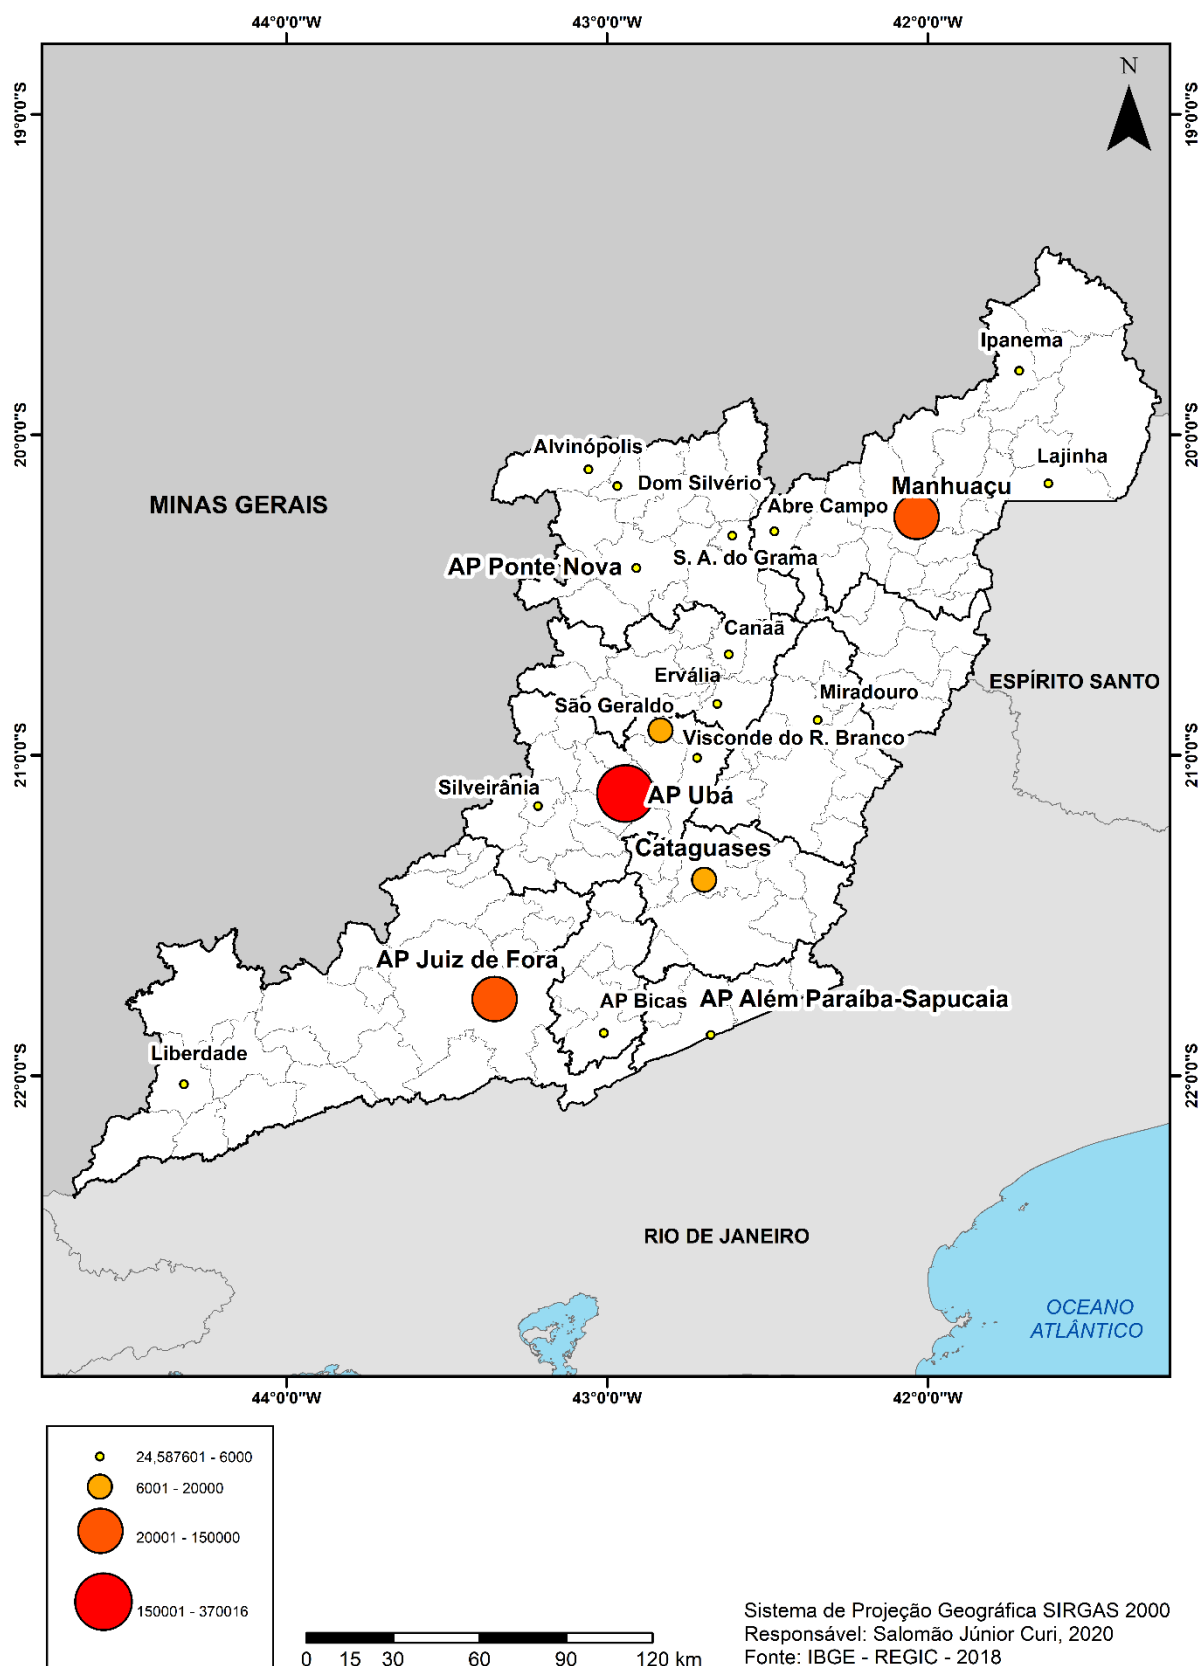 44°0'0"W 43°0'0"W 42°0'0"W
N
19°0'0"S 19°0'0"S
Ipanema
20°0'0"S 20°0'0"S
Alvinópolis
Lajinha
Dom Silvério
Manhuaçu
MINAS GERAIS
Abre Campo
S. A. do Grama
AP Ponte Nova
Canaã
Ervália
ESPÍRITO SANTO
Miradouro
São Geraldo
Visconde do R. Branco
21°0'0"S 21°0'0"S
Silveirânia
AP Ubá
Cataguases
AP Juiz de Fora
AP Bicas
AP Além Paraíba-Sapucaia
Liberdade
22°0'0"S 22°0'0"S
RIO DE JANEIRO
OCEANO
ATLÂNTICO
44°0'0"W 43°0'0"W 42°0'0"W
24,587601 - 6000
6001 - 20000
20001 - 150000
150001 - 370016
0 15 30 60 90 120 km
Sistema de Projeção Geográfica SIRGAS 2000
Responsável: Salomão Júnior Curi, 2020
Fonte: IBGE - REGIC - 2018